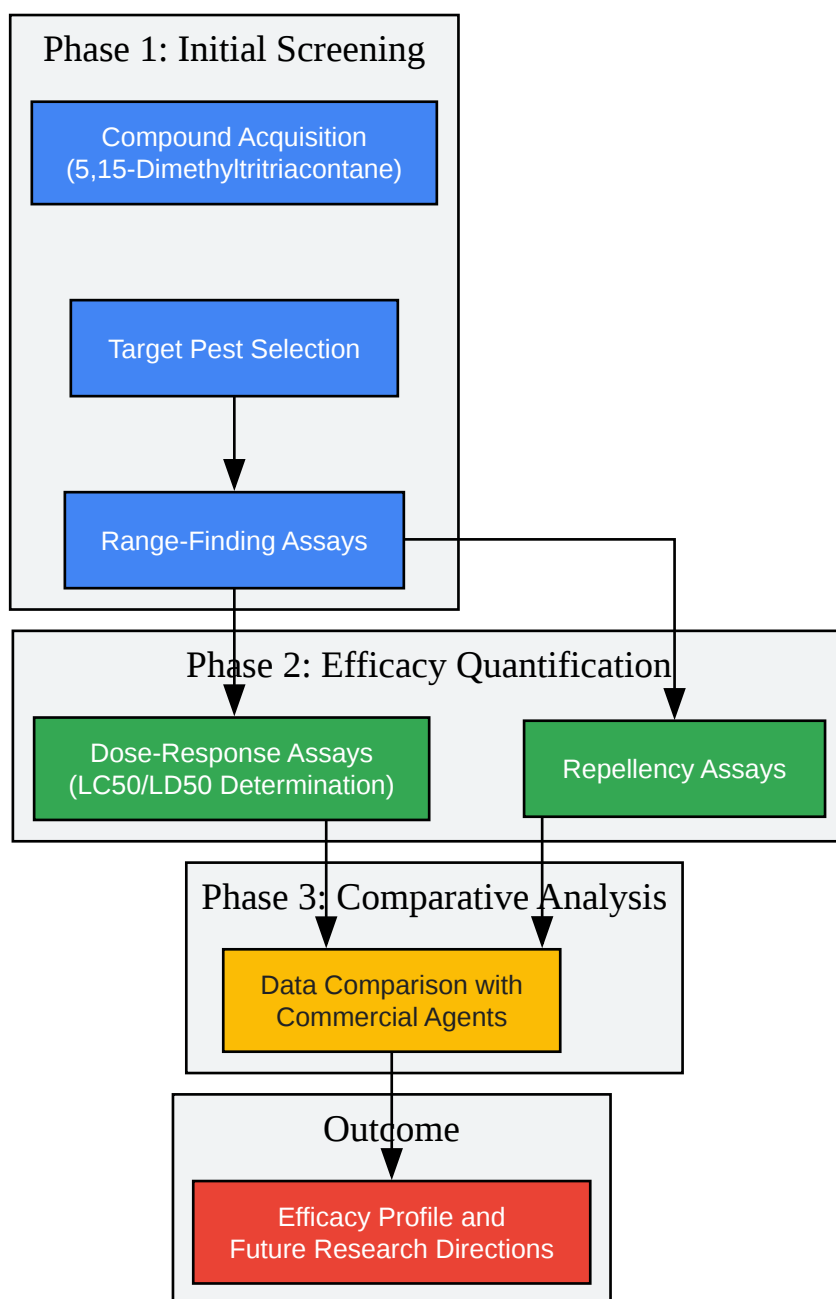 Phase 1: Initial Screening
Compound Acquisition
(5,15-Dimethyltritriacontane)
Target Pest Selection
Range-Finding Assays
Phase 2: Efficacy Quantification
Dose-Response Assays
(LC50/LD50 Determination)
Repellency Assays
Phase 3: Comparative Analysis
Data Comparison with
Commercial Agents
Outcome
Efficacy Profile and
Future Research Directions